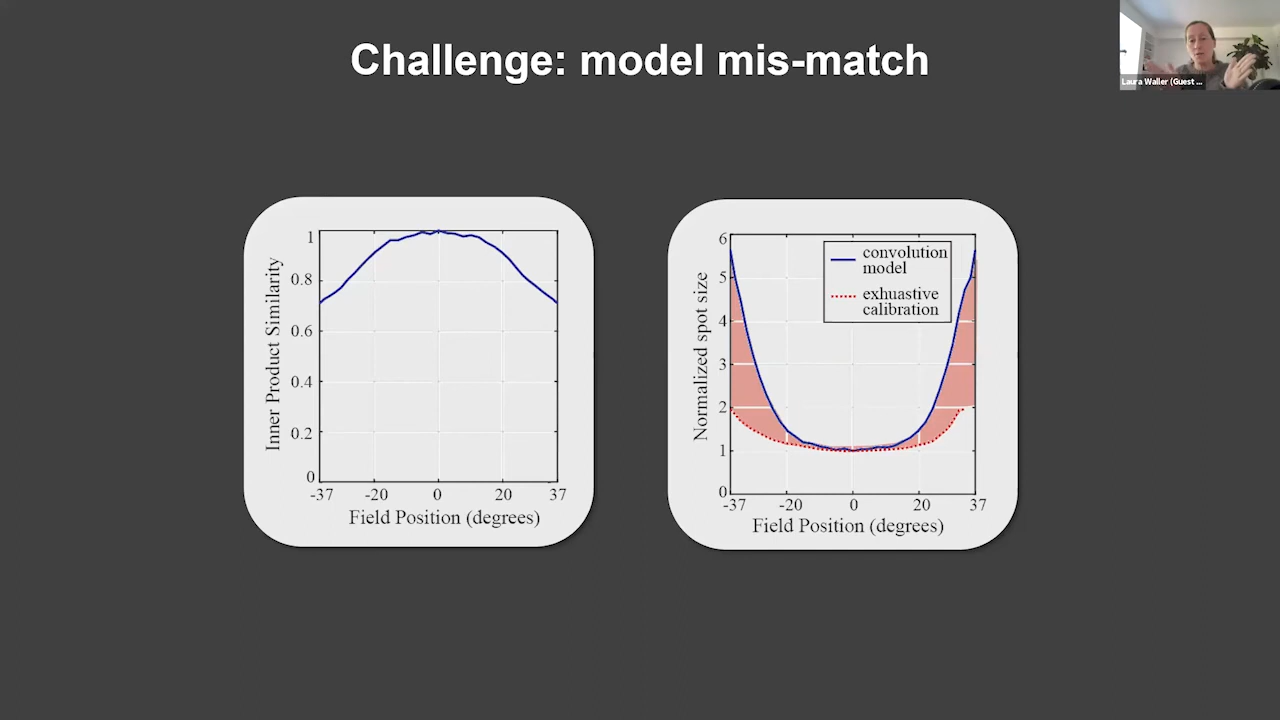 Challenge: model mis-match
Laura Waller (Guest ...
Inner Product Similarity
1
0.8
0.6
0.4
0.2
0
-37 -20 0 20 37
Field Position (degrees)
Normalized spot size
6
5
4
3
2
1
0
convolution
model
exhuastive
calibration
-37 -20 0 20 37
Field Position (degrees)